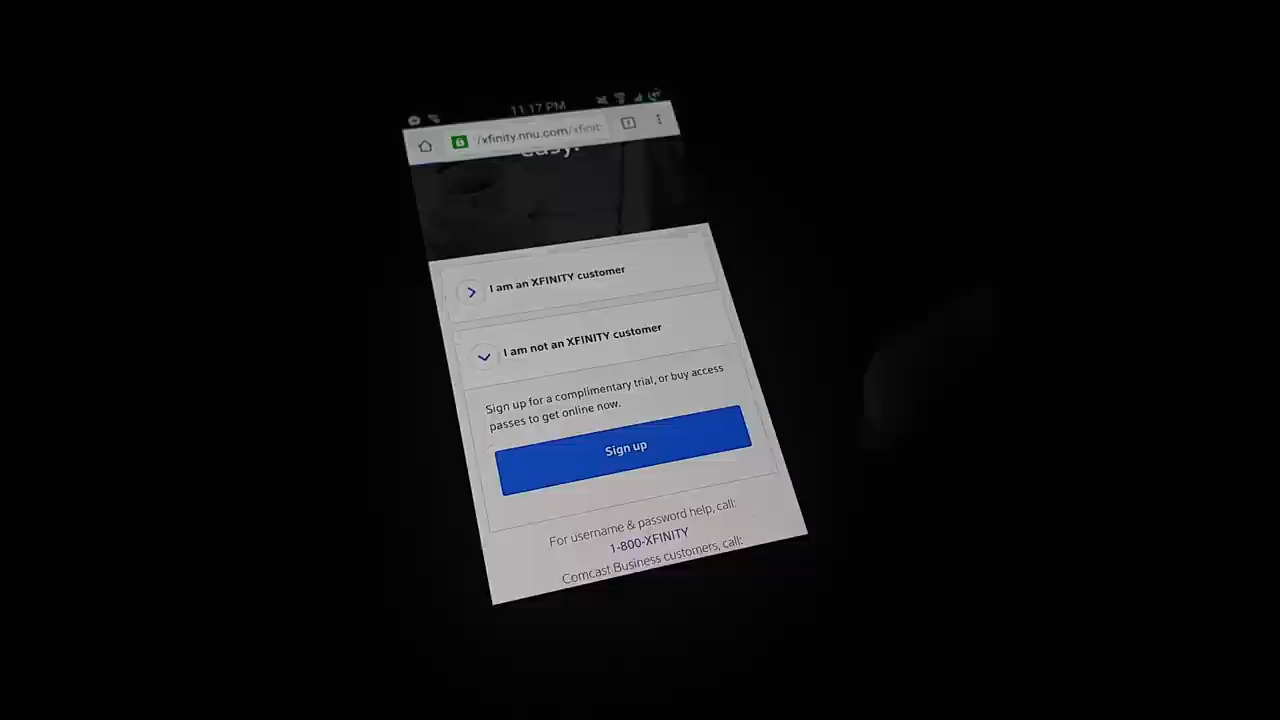 11:17 PM
//xfinity.nnu.com/xfinit
1
easy.
I am an XFINITY customer
I am not an XFINITY customer
Sign up for a complimentary trial, or buy access
passes to get online now.
Sign up
For username & password help, call:
1-800-XFINITY
Comcast Business customers, call: